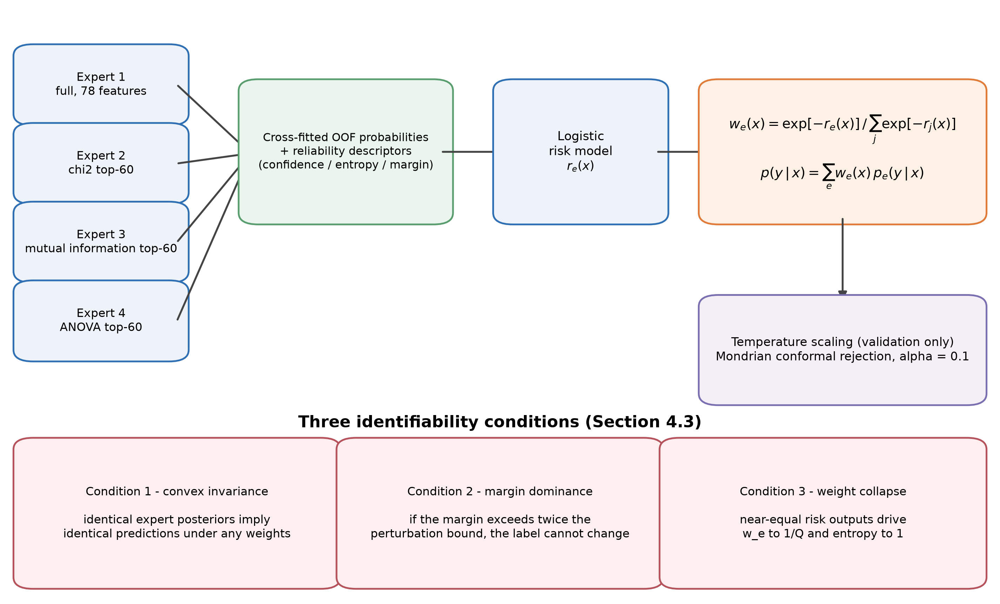 Expert 1
full, 78 features
Expert 2
chi2 top-60
Expert 3
mutual information top-60
Expert 4
ANOVA top-60
Cross-fitted OOF probabilities
+ reliability descriptors
(confidence / entropy / margin)
Logistic
risk model
r_e(x)
w_e(x) = exp[−r_e(x)] / ∑_j exp[−r_j(x)]
p(y | x) = ∑_e w_e(x) p_e(y | x)
Temperature scaling (validation only)
Mondrian conformal rejection, alpha = 0.1
Three identifiability conditions (Section 4.3)
Condition 1 - convex invariance
identical expert posteriors imply
identical predictions under any weights
Condition 2 - margin dominance
if the margin exceeds twice the
perturbation bound, the label cannot change
Condition 3 - weight collapse
near-equal risk outputs drive
w_e to 1/Q and entropy to 1